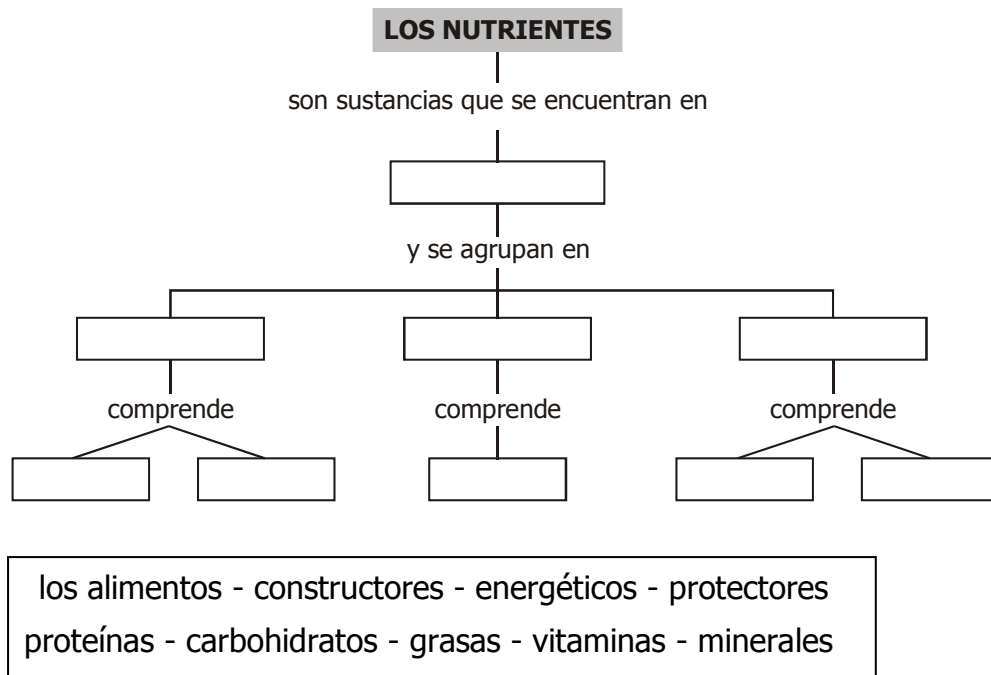 LOS NUTRIENTES
son sustancias que se encuentran en
y se agrupan en
comprende
comprende
comprende
los alimentos - constructores - energéticos - protectores
proteínas - carbohidratos - grasas - vitaminas - minerales